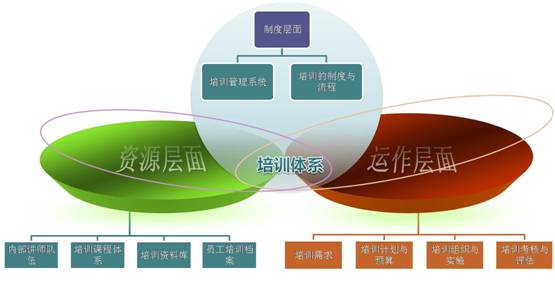 制度层面
培训管理系统
培训的制度与
流程
资源层面
培训体系
运作层面
内部讲师队
伍
培训课程体
系
培训资料库
员工培训档
案
培训需求
培训计划与
预算
培训组织与
实施
培训考核与
评估